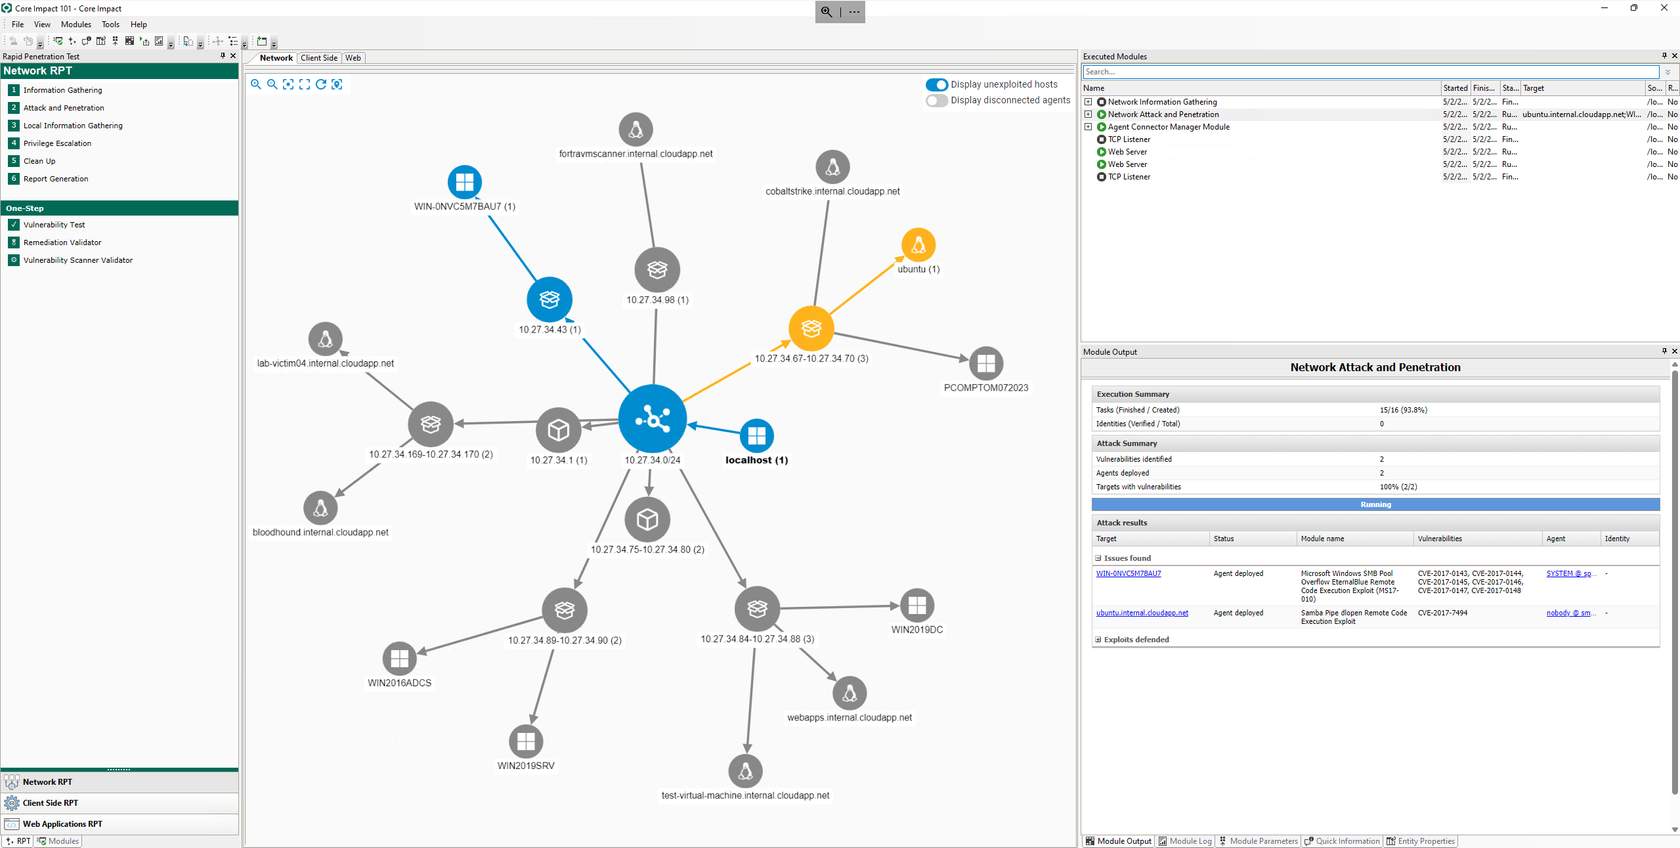 Core Impact 101 - Core Impact
File View Modules Tools Help
Rapid Penetration Test
Network RPT
1 Information Gathering
2 Attack and Penetration
3 Local Information Gathering
4 Privilege Escalation
5 Clean Up
6 Report Generation
One-Step
Vulnerability Test
Remediation Validator
Vulnerability Scanner Validator
Network RPT
Client Side RPT
Web Applications RPT
RPT Modules
Network Client Side Web
Display unexploited hosts
Display disconnected agents
fortravmscanner.internal.cloudapp.net
cobaltstrike.internal.cloudapp.net
WIN-0NVC5M7BAU7 (1)
ubuntu (1)
10.27.34.98 (1)
10.27.34.43 (1)
10.27.34.67-10.27.34.70 (3)
lab-victim04.internal.cloudapp.net
PCOMPTOM072023
10.27.34.169-10.27.34.170 (2)
10.27.34.1 (1)
10.27.34.0/24
localhost (1)
bloodhound.internal.cloudapp.net
10.27.34.75-10.27.34.80 (2)
10.27.34.89-10.27.34.90 (2)
10.27.34.84-10.27.34.88 (3)
WIN2019DC
WIN2016ADCS
webapps.internal.cloudapp.net
WIN2019SRV
test-virtual-machine.internal.cloudapp.net
Executed Modules
Search...
Name Started Finis... Sta... Target So... R...
Network Information Gathering 5/2/2... 5/2/2... Fin... /lo... No
Network Attack and Penetration 5/2/2... 5/2/2... Ru... ubuntu.internal.cloudapp.net;WI... /lo... No
Agent Connector Manager Module 5/2/2... 5/2/2... Ru... /lo... No
TCP Listener 5/2/2... 5/2/2... Fin... /lo... No
Web Server 5/2/2... 5/2/2... Ru... /lo... No
Web Server 5/2/2... 5/2/2... Ru... /lo... No
TCP Listener 5/2/2... 5/2/2... Fin... /lo... No
Module Output
Network Attack and Penetration
Execution Summary
Tasks (Finished / Created) 15/16 (93.8%)
Identities (Verified / Total) 0
Attack Summary
Vulnerabilities identified 2
Agents deployed 2
Targets with vulnerabilities 100% (2/2)
Running
Attack results
Target Status Module name Vulnerabilities Agent Identity
Issues found
WIN-0NVC5M7BAU7 Agent deployed Microsoft Windows SMB Pool CVE-2017-0143, CVE-2017-0144, SYSTEM @ sp... -
Overflow EternalBlue Remote CVE-2017-0145, CVE-2017-0146,
Code Execution Exploit (MS17- CVE-2017-0147, CVE-2017-0148
010)
ubuntu.internal.cloudapp.net Agent deployed Samba Pipe dlopen Remote Code CVE-2017-7494 nobody @ sm... -
Execution Exploit
Exploits defended
Module Output Module Log Module Parameters Quick Information Entity Properties